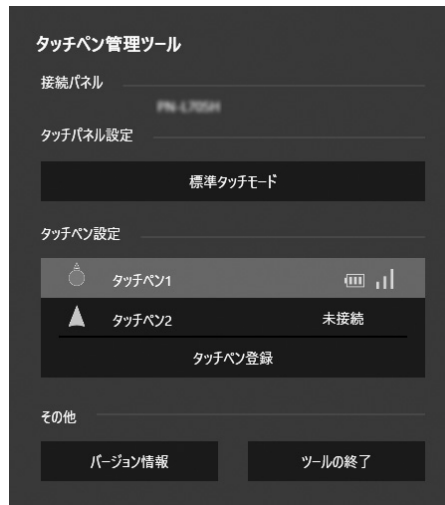 タッチペン管理ツール
接続パネル
タッチパネル設定
標準タッチモード
タッチペン設定
タッチペン1
タッチペン2 未接続
タッチペン登録
その他
バージョン情報 ツールの終了